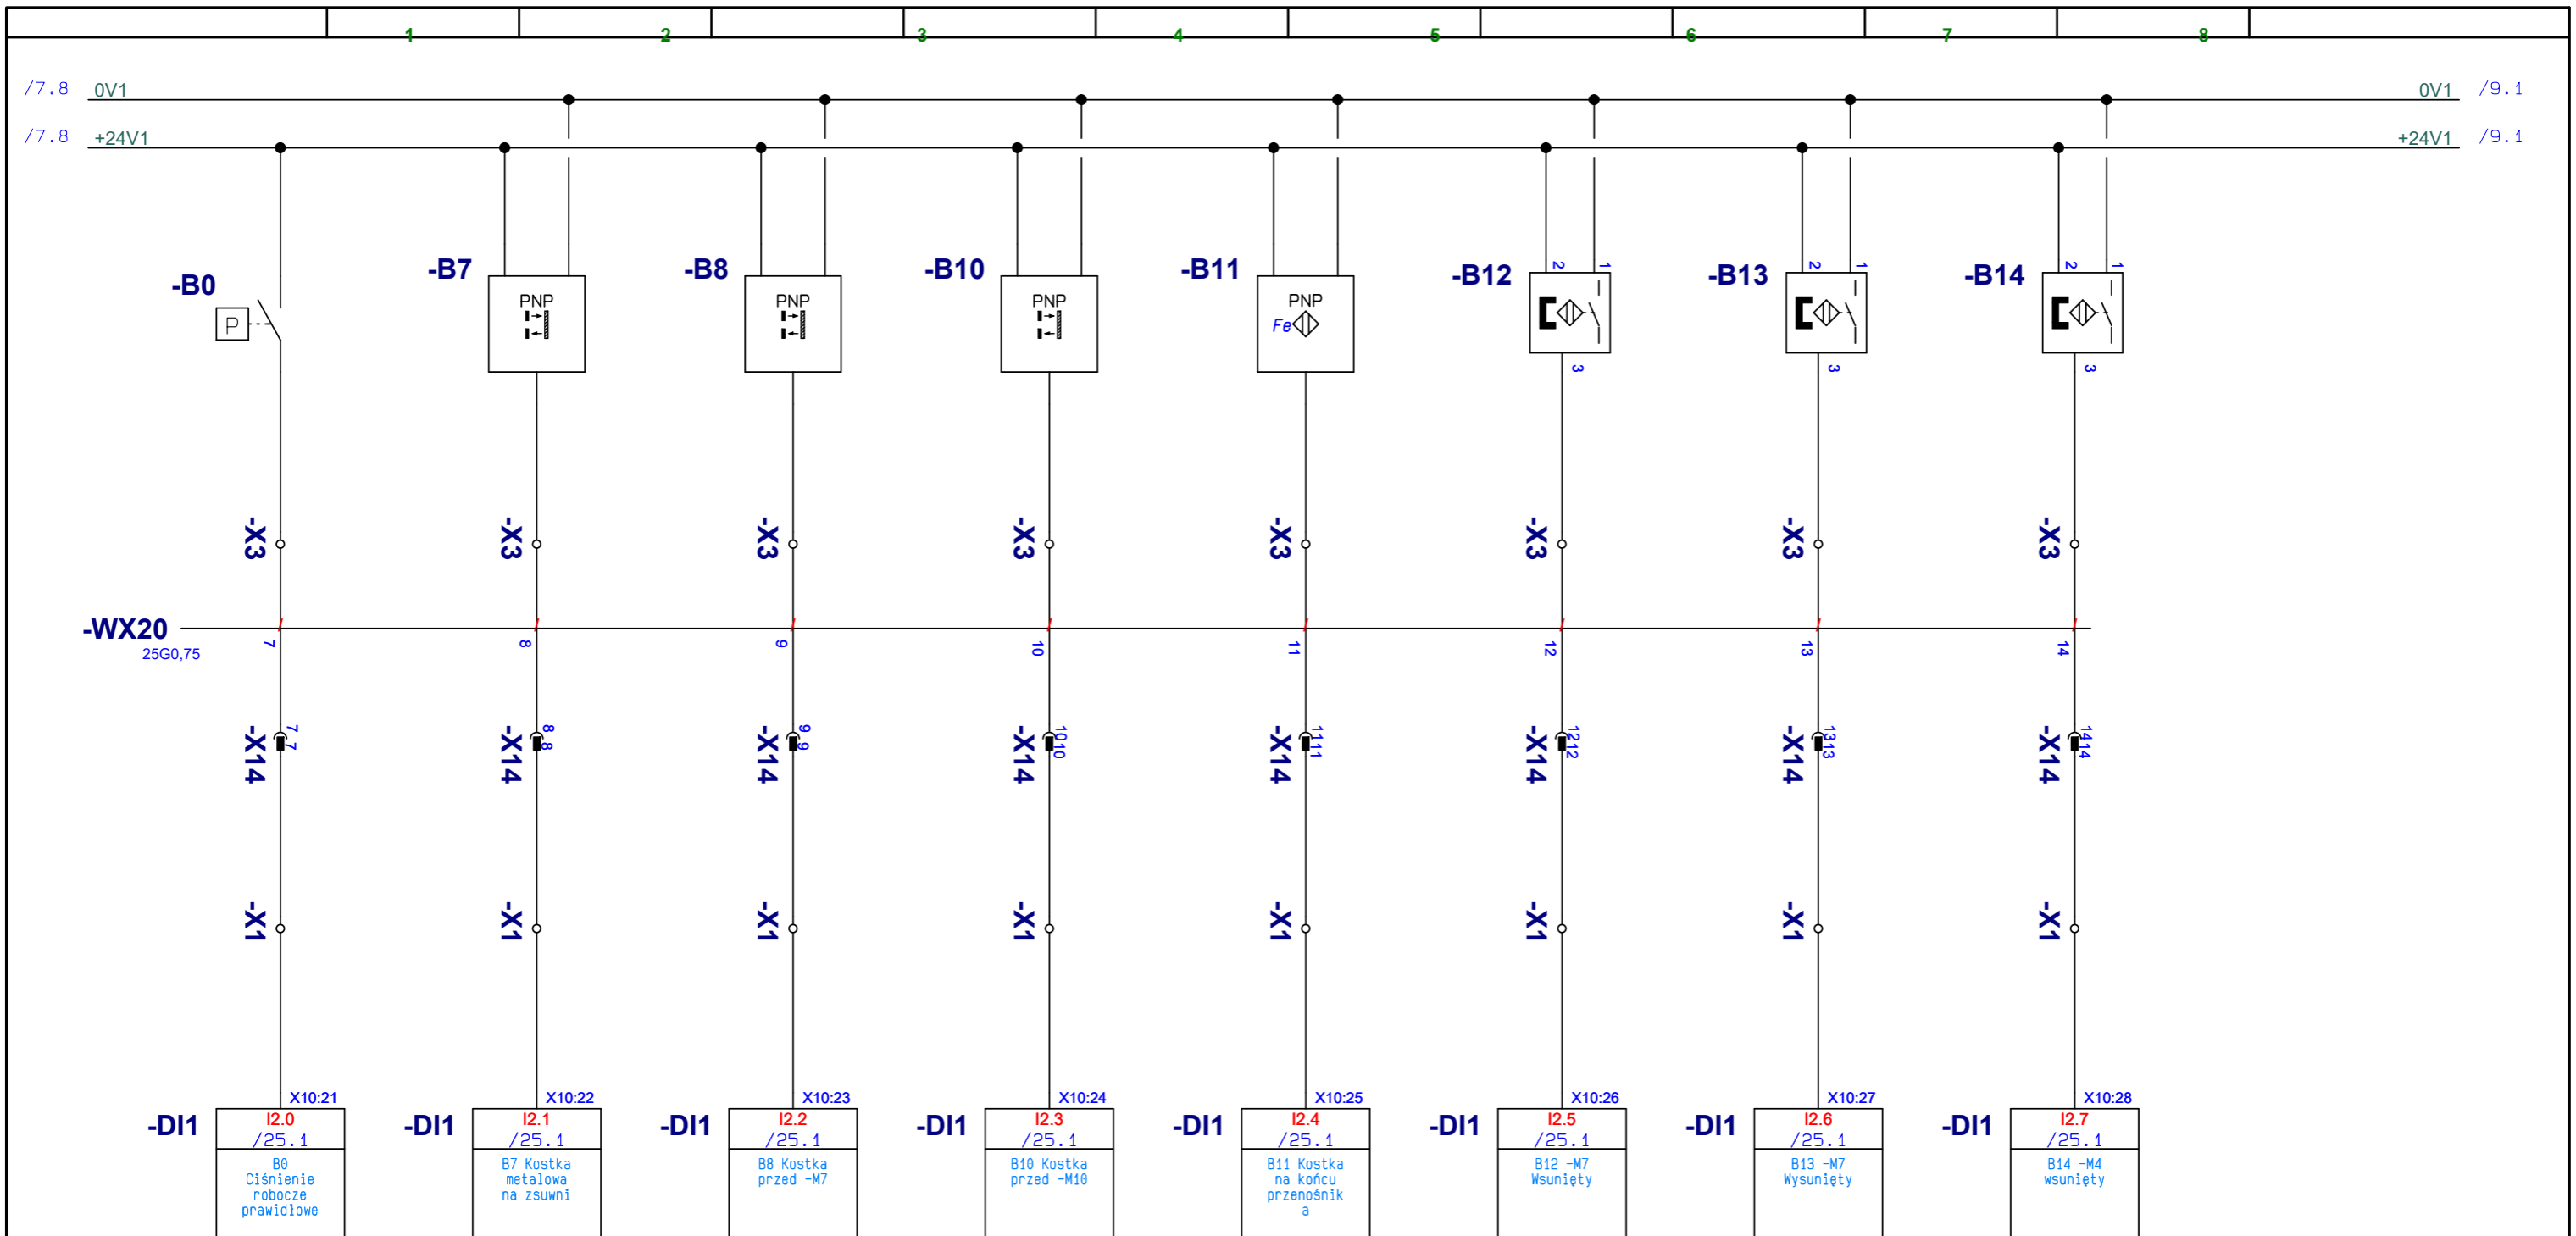 1 2 3 4 5 6 7 8
/7.8 0V1 0V1 /9.1
/7.8 +24V1 +24V1 /9.1
2 1 2 1 2 1
-B0 -B7 -B8 -B10 -B11 -B12 -B13 -B14
PNP PNP PNP PNP
P Fe
3 3 3
-X3 -X3 -X3 -X3 -X3 -X3 -X3 -X3
-WX20
25G0,75
7 8 9 10 11 12 13 14
7 8 9 10 11 12 13 14
7 8 9 10 11 12 13 14
-X14 -X14 -X14 -X14 -X14 -X14 -X14 -X14
-X1 -X1 -X1 -X1 -X1 -X1 -X1 -X1
X10:21 X10:22 X10:23 X10:24 X10:25 X10:26 X10:27 X10:28
-DI1 I2.0 -DI1 I2.1 -DI1 I2.2 -DI1 I2.3 -DI1 I2.4 -DI1 I2.5 -DI1 I2.6 -DI1 I2.7
/25.1 /25.1 /25.1 /25.1 /25.1 /25.1 /25.1 /25.1
B0
Ciśnienie
robocze
prawidłowe
B7 Kostka
metalowa
na zsuwni
B8 Kostka
przed -M7
B10 Kostka
przed -M10
B11 Kostka
na końcu
przenośnik
a
B12 -M7
Wsunięty
B13 -M7
Wysunięty
B14 -M4
wsunięty